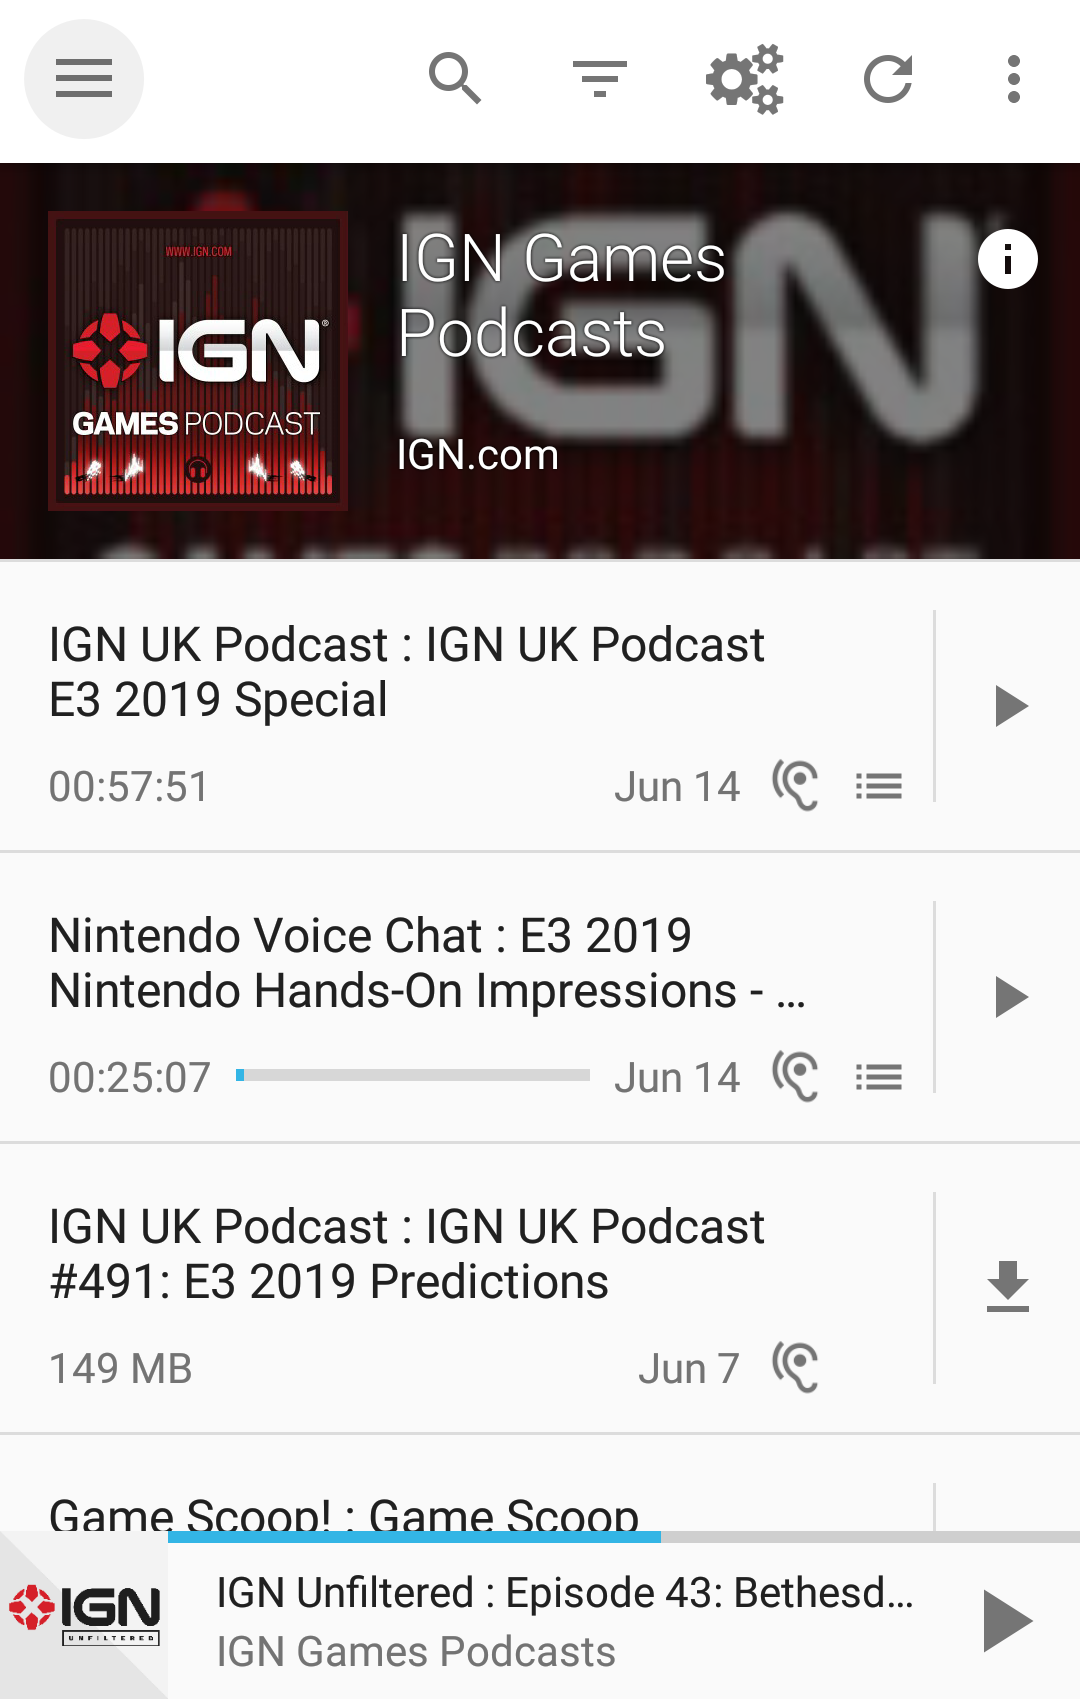 WWW.IGN.COM
IGN®
GAMES PODCAST
IGN Games
Podcasts
IGN.com
IGN
IGN UK Podcast : IGN UK Podcast
E3 2019 Special
00:57:51
Jun 14
Nintendo Voice Chat : E3 2019
Nintendo Hands-On Impressions - ...
00:25:07
Jun 14
IGN UK Podcast : IGN UK Podcast
#491: E3 2019 Predictions
149 MB
Jun 7
Game Scoop! : Game Scoop
IGN
UNFILTERED
IGN Unfiltered : Episode 43: Bethesd...
IGN Games Podcasts